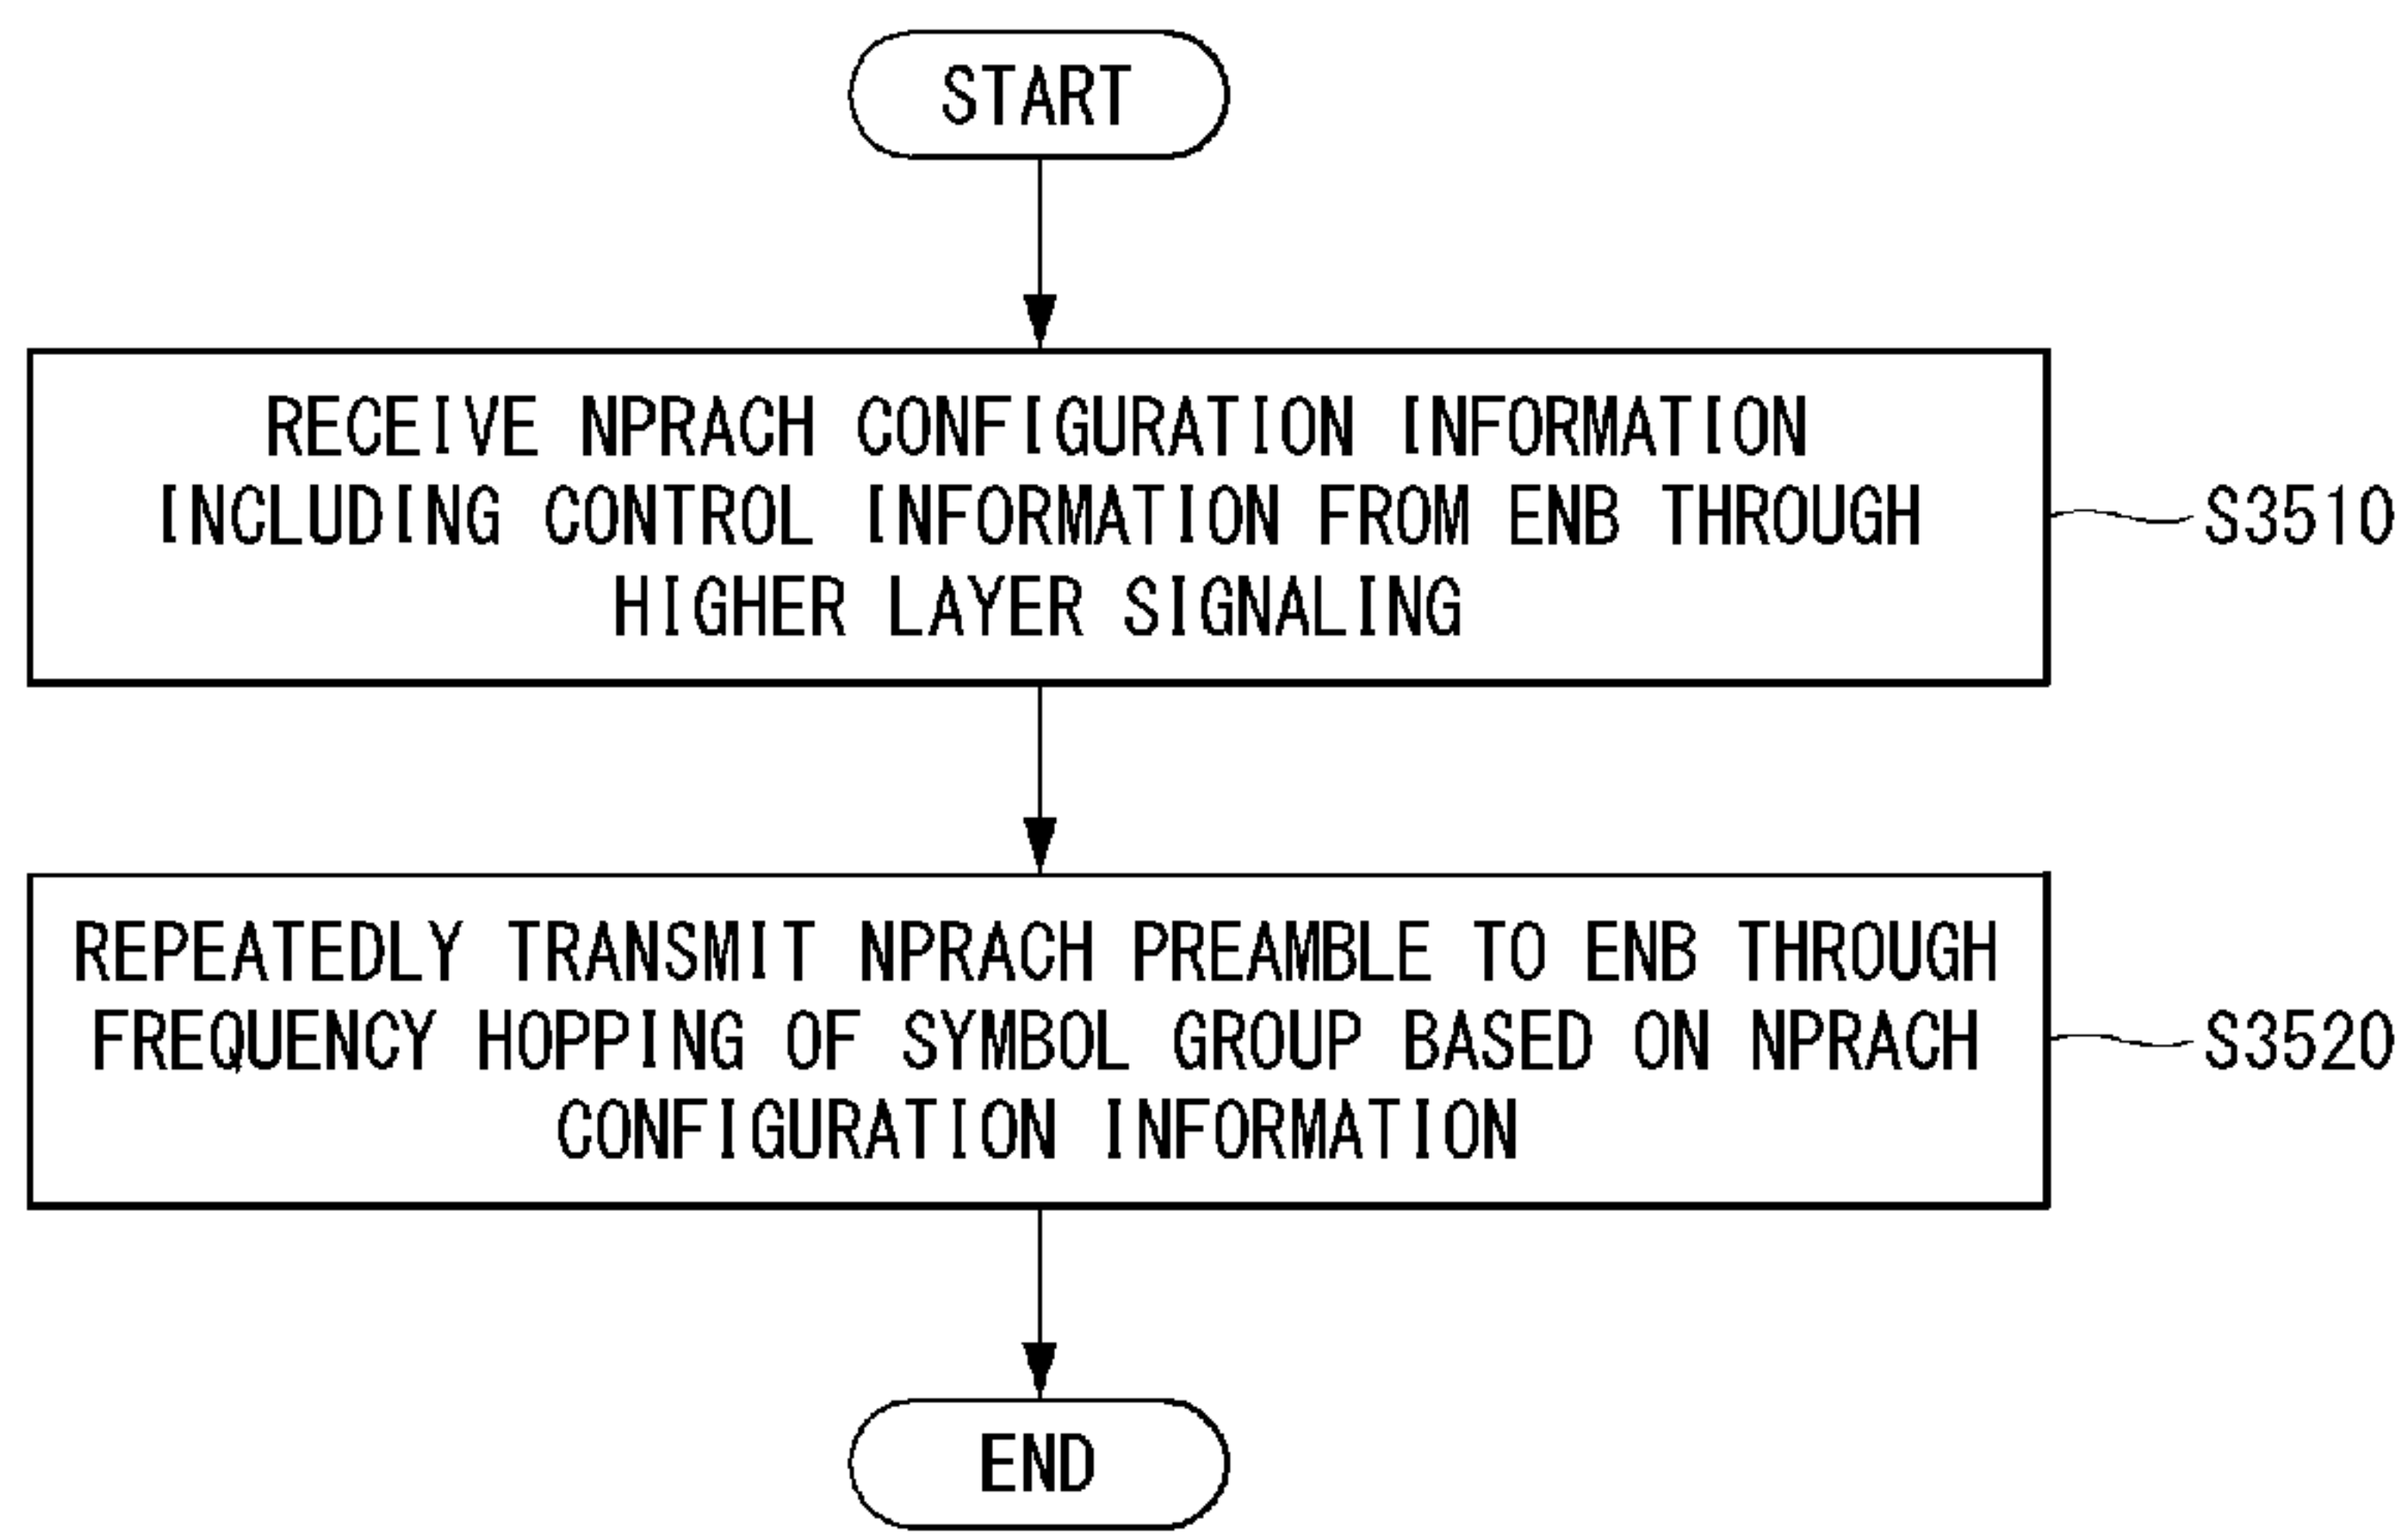 START
RECEIVE NPRACH CONFIGURATION INFORMATION
INCLUDING CONTROL INFORMATION FROM ENB THROUGH
HIGHER LAYER SIGNALING
S3510
REPEATEDLY TRANSMIT NPRACH PREAMBLE TO ENB THROUGH
FREQUENCY HOPPING OF SYMBOL GROUP BASED ON NPRACH
CONFIGURATION INFORMATION
S3520
END